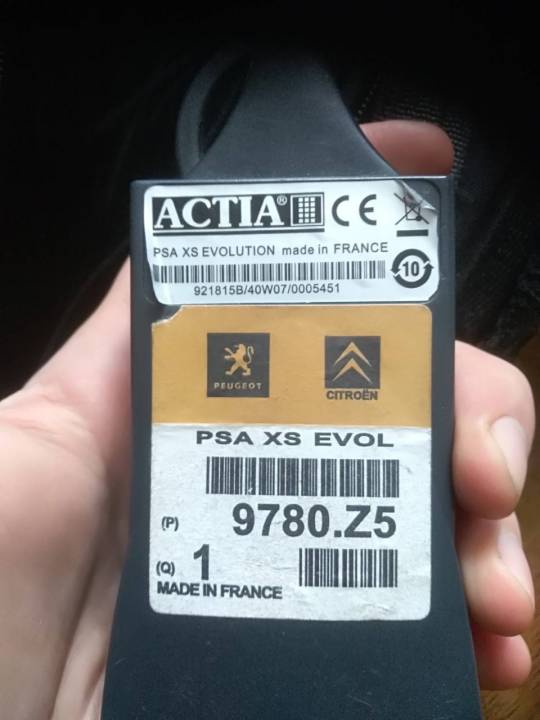 ACTIA® CE
PSA XS EVOLUTION made in FRANCE
10
921815B/40W07/0005451
PEUGEOT CITROËN
PSA XS EVOL
(P) 9780.Z5
(Q) 1
MADE IN FRANCE